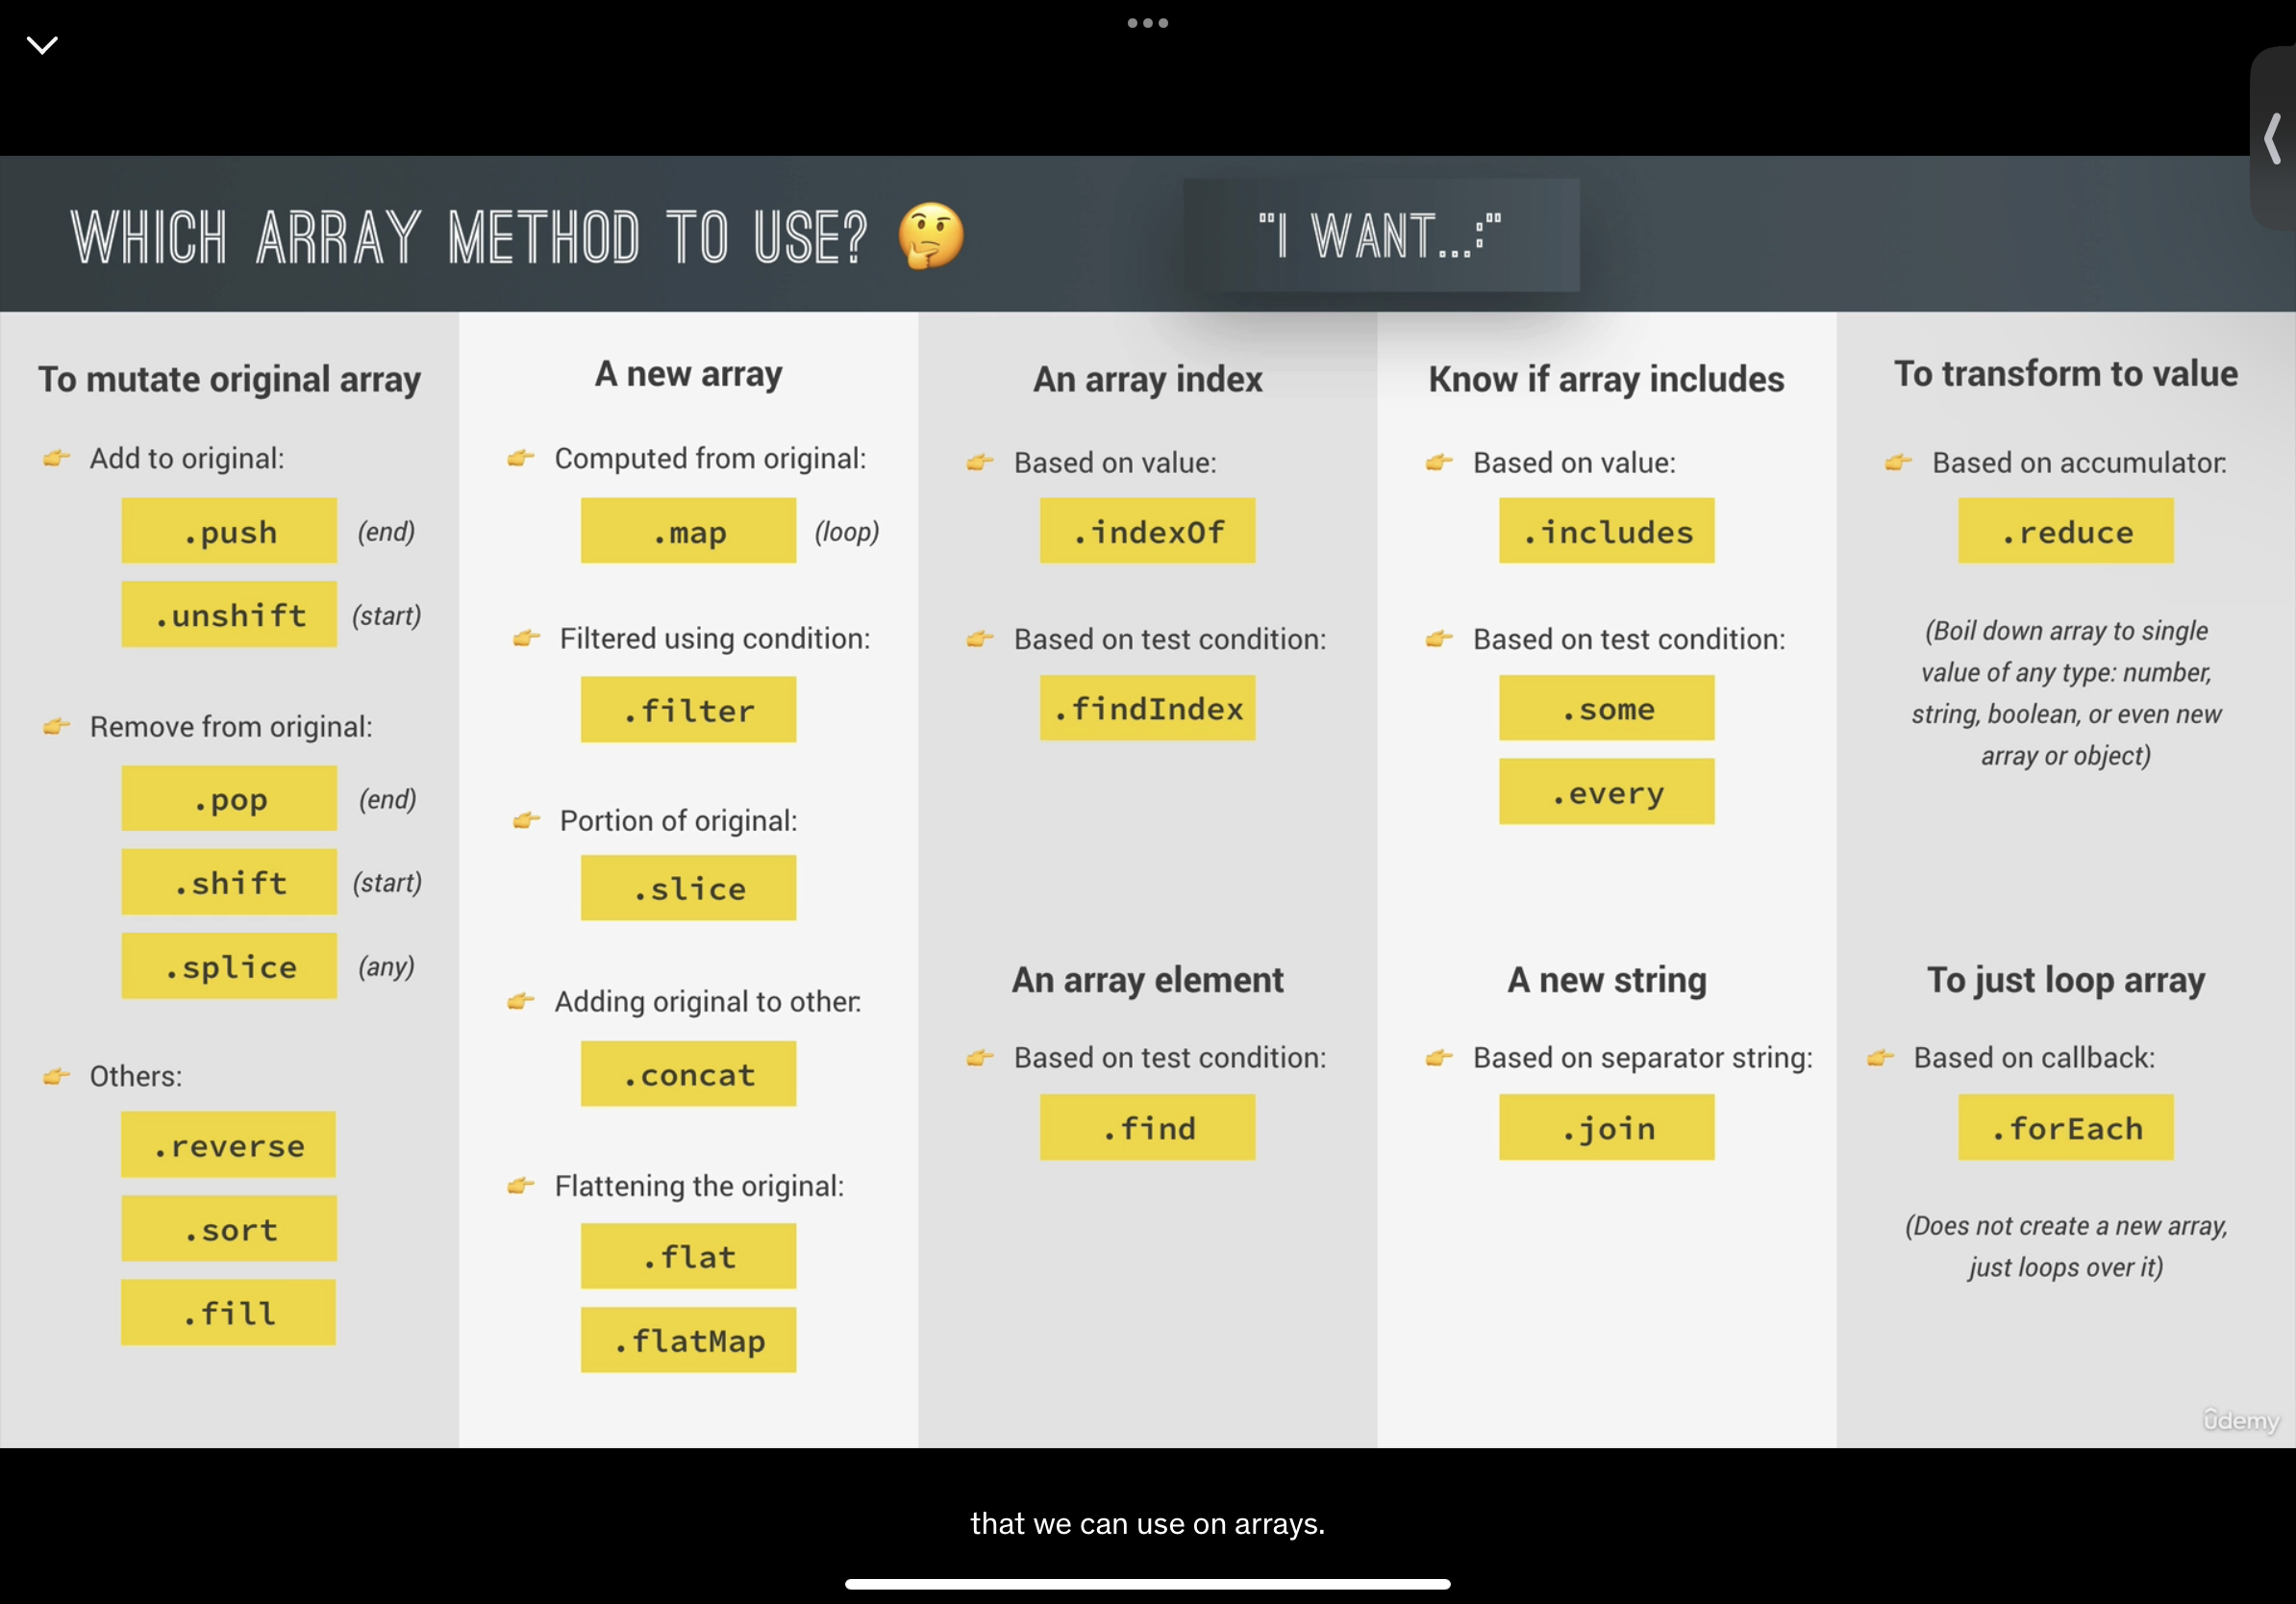 WHICH ARRAY METHOD TO USE? 🤔
"I WANT...:"
To mutate original array
👉 Add to original:
.push (end)
.unshift (start)
👉 Remove from original:
.pop (end)
.shift (start)
.splice (any)
👉 Others:
.reverse
.sort
.fill
A new array
👉 Computed from original:
.map (loop)
👉 Filtered using condition:
.filter
👉 Portion of original:
.slice
👉 Adding original to other:
.concat
👉 Flattening the original:
.flat
.flatMap
An array index
👉 Based on value:
.indexOf
👉 Based on test condition:
.findIndex
An array element
👉 Based on test condition:
.find
Know if array includes
👉 Based on value:
.includes
👉 Based on test condition:
.some
.every
A new string
👉 Based on separator string:
.join
To transform to value
👉 Based on accumulator:
.reduce
(Boil down array to single
value of any type: number,
string, boolean, or even new
array or object)
To just loop array
👉 Based on callback:
.forEach
(Does not create a new array,
just loops over it)
ûdemy
that we can use on arrays.